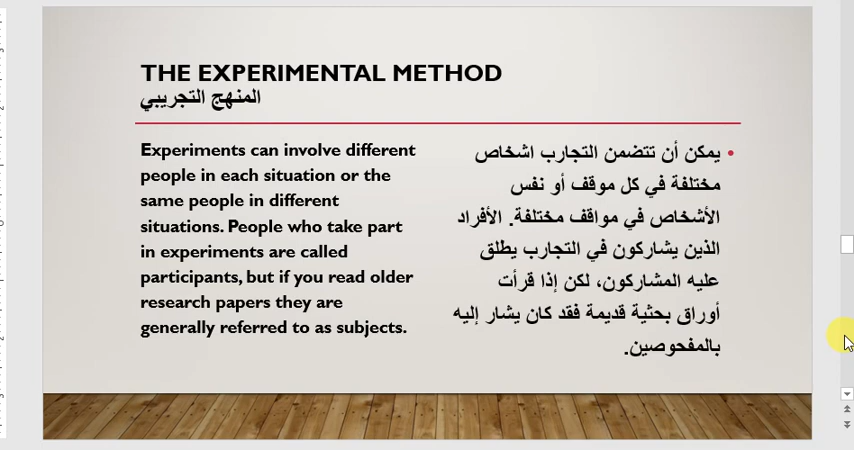 THE EXPERIMENTAL METHOD
المنهج التجريبي
Experiments can involve different
people in each situation or the
same people in different
situations. People who take part
in experiments are called
participants, but if you read older
research papers they are
generally referred to as subjects.
• يمكن أن تتضمن التجارب اشخاص
مختلفة في كل موقف أو نفس
الأشخاص في مواقف مختلفة. الأفراد
الذين يشاركون في التجارب يطلق
عليه المشاركون، لكن إذا قرأت
أوراق بحثية قديمة فقد كان يشار إليه
بالمفحوصين.